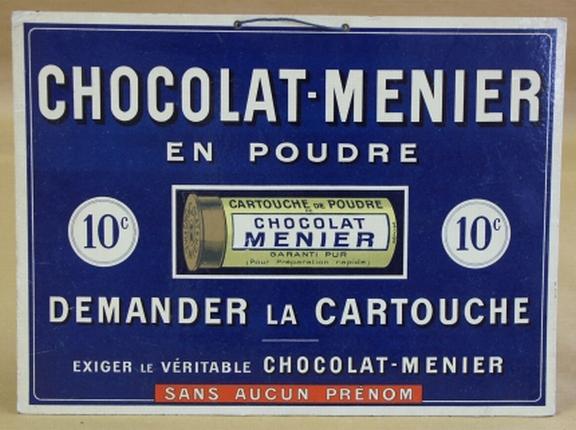 CHOCOLAT-MENIER
EN POUDRE
10c
CARTOUCHE DE POUDRE
CHOCOLAT
MENIER
GARANTI PUR
(Pour Préparation rapide)
10c
DEMANDER LA CARTOUCHE
EXIGER LE VÉRITABLE CHOCOLAT-MENIER
SANS AUCUN PRÉNOM